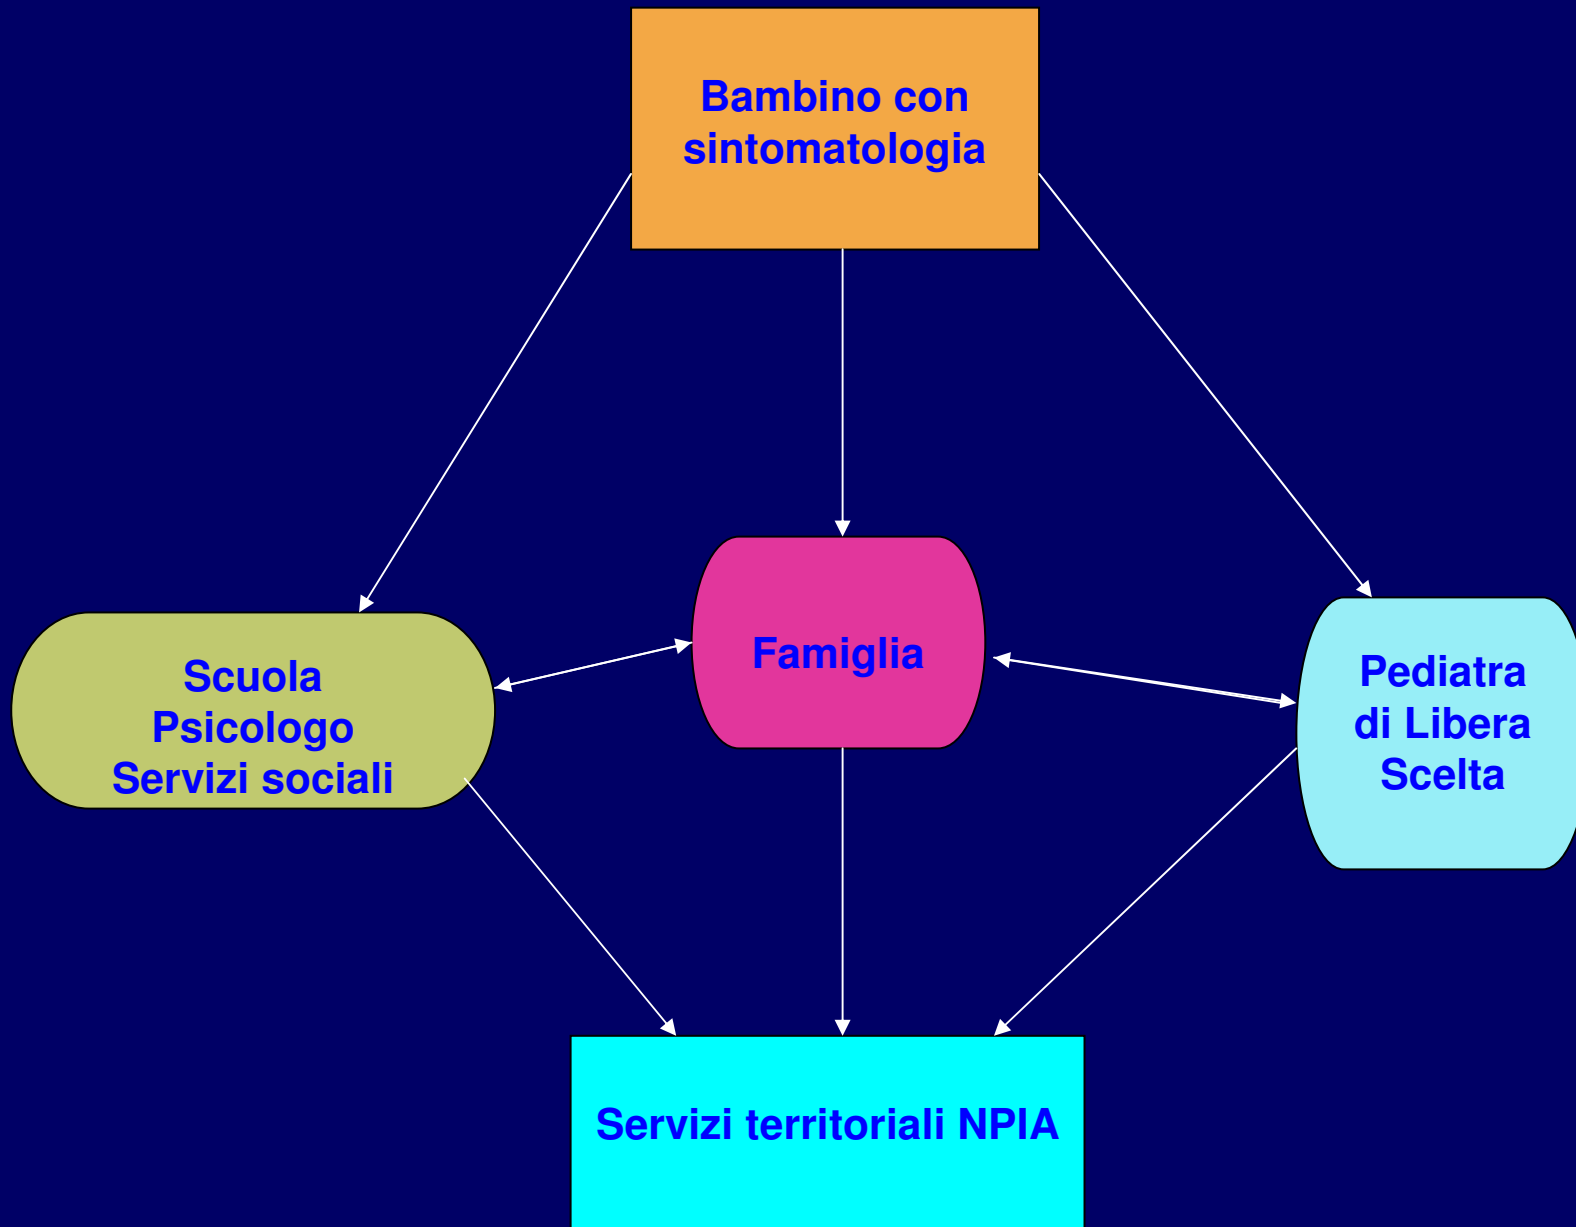 Bambino con
sintomatologia
Famiglia
Scuola
Psicologo
Servizi sociali
Pediatra
di Libera
Scelta
Servizi territoriali NPIA